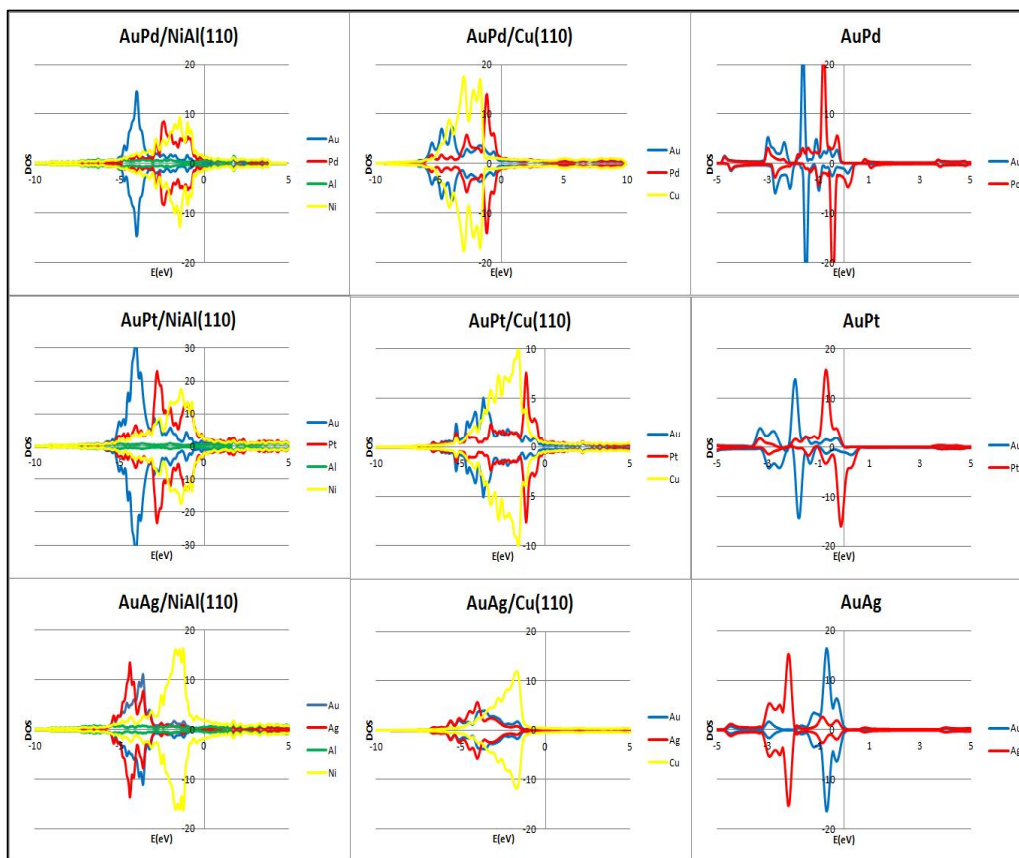 AuPd/NiAl(110)
20
10
0
-10 -5 0 5
-10
-20
DOS
E(eV)
Au
Pd
Al
Ni
AuPd/Cu(110)
20
10
0
-10 -5 0 5 10
-10
-20
DOS
E(eV)
Au
Pd
Cu
AuPd
20
10
0
-5 -3 -1 1 3 5
-10
-20
E(eV)
Au
Pd
AuPt/NiAl(110)
30
20
10
0
-10 -5 0 5
-10
-20
-30
DOS
E(eV)
Au
Pt
Al
Ni
AuPt/Cu(110)
10
5
0
-10 -5 0 5
5
-10
DOS
E(eV)
Au
Pt
Cu
AuPt
20
10
0
-5 -3 -1 1 3 5
-10
-20
E(eV)
Au
Pt
AuAg/NiAl(110)
20
10
0
-10 -5 0 5
-10
-20
DOS
E(eV)
Au
Ag
Al
Ni
AuAg/Cu(110)
20
10
0
-10 -5 0 5
-10
-20
DOS
E(eV)
Au
Ag
Cu
AuAg
20
10
0
-5 -3 -1 1 3 5
-10
-20
E(eV)
Au
Ag